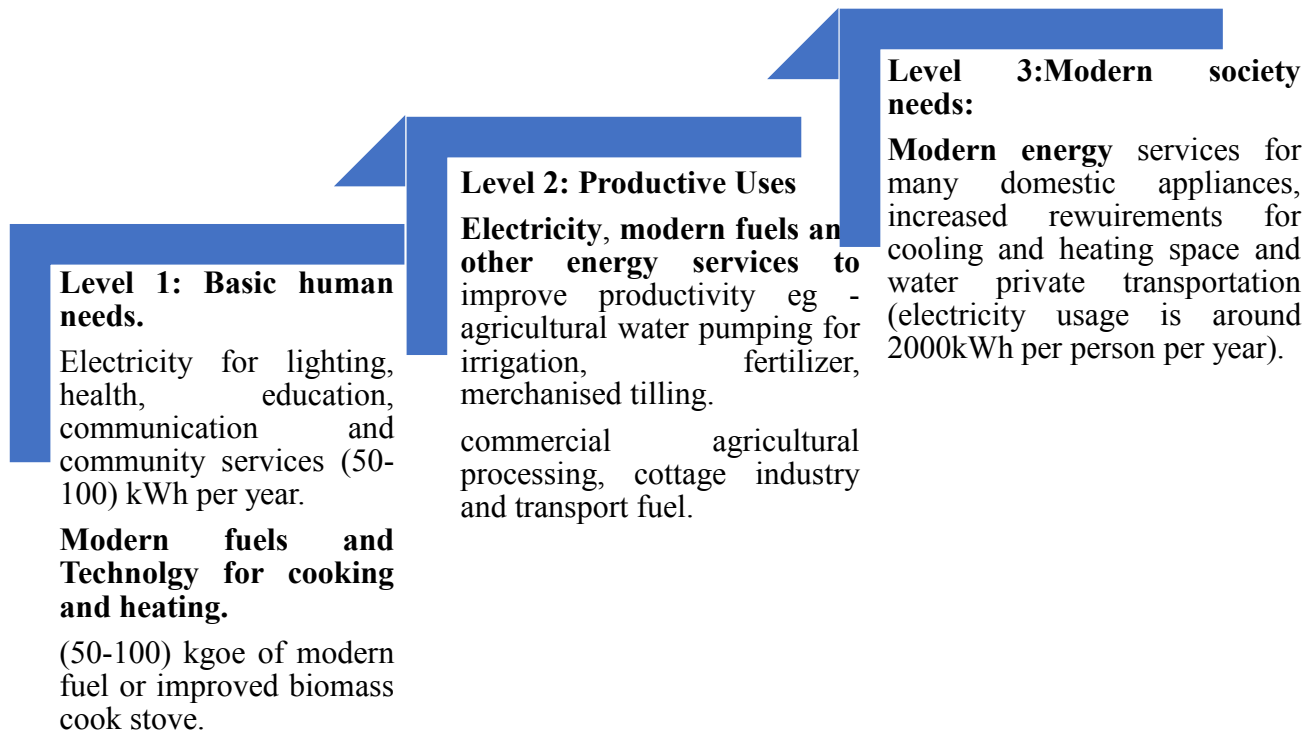 Level 1: Basic human
needs.
Electricity for lighting,
health, education,
communication and
community services (50-
100) kWh per year.
Modern fuels and
Technolgy for cooking
and heating.
(50-100) kgoe of modern
fuel or improved biomass
cook stove.
Level 2: Productive Uses
Electricity, modern fuels an
other energy services to
improve productivity eg -
agricultural water pumping for
irrigation, fertilizer,
merchanised tilling.
commercial agricultural
processing, cottage industry
and transport fuel.
Level 3:Modern society
needs:
Modern energy services for
many domestic appliances,
increased rewuirements for
cooling and heating space and
water private transportation
(electricity usage is around
2000kWh per person per year).